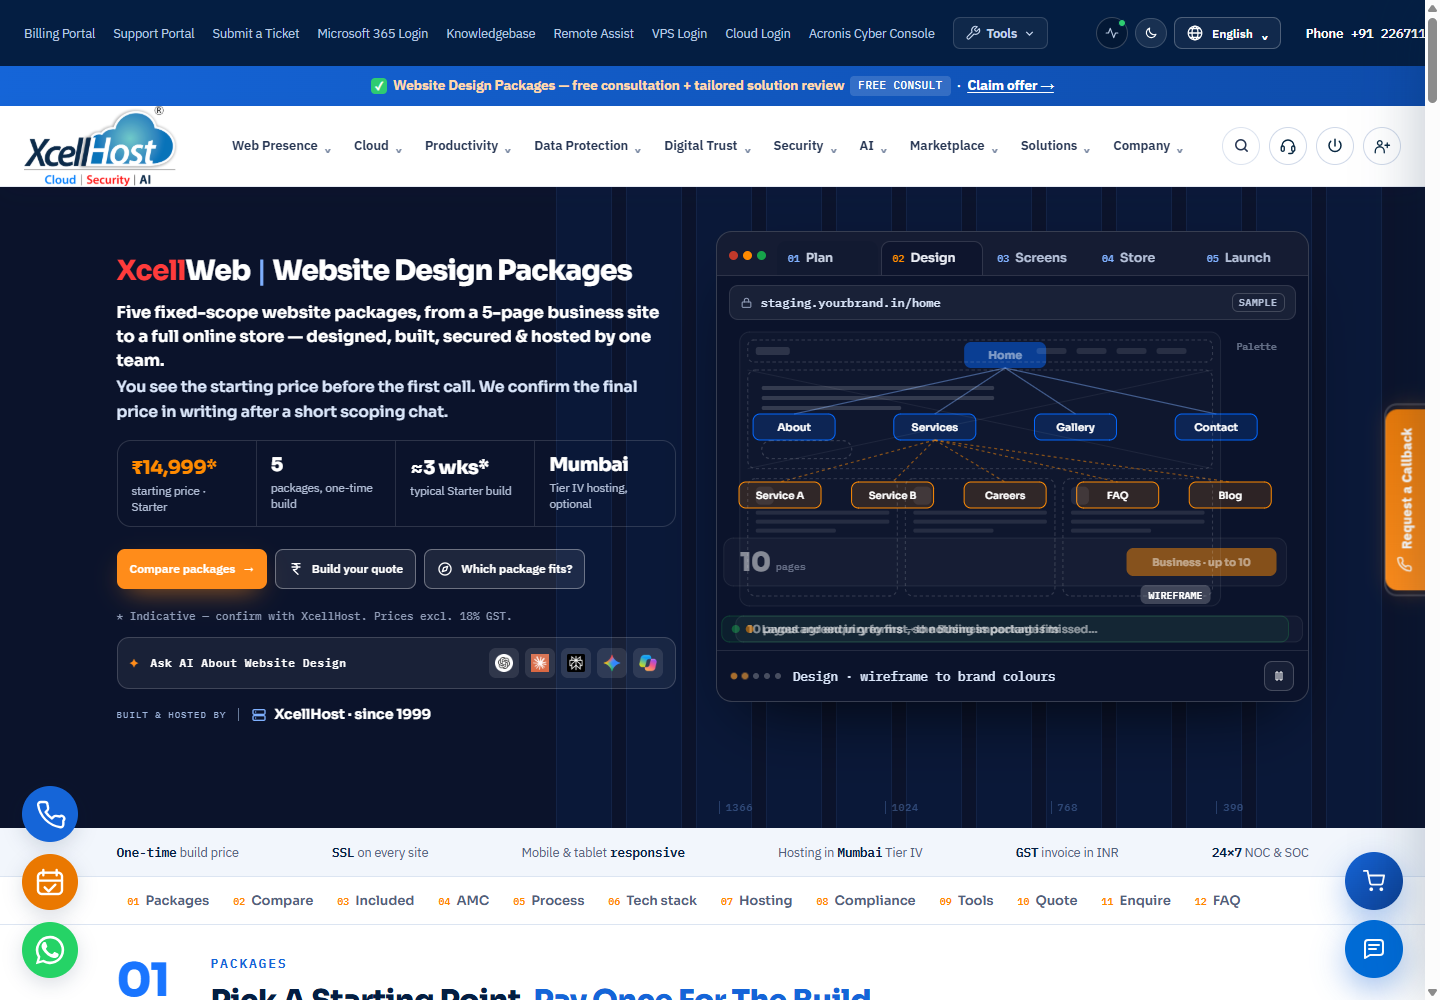 Billing Portal Support Portal Submit a Ticket Microsoft 365 Login Knowledgebase Remote Assist VPS Login Cloud Login Acronis Cyber Console Tools English Phone +91 226711
Website Design Packages — free consultation + tailored solution review FREE CONSULT · Claim offer →
XcellHost ®
Cloud | Security | AI
Web Presence Cloud Productivity Data Protection Digital Trust Security AI Marketplace Solutions Company
XcellWeb | Website Design Packages
Five fixed-scope website packages, from a 5-page business site
to a full online store — designed, built, secured & hosted by one
team.
You see the starting price before the first call. We confirm the final
price in writing after a short scoping chat.
₹14,999*
starting price ·
Starter
5
packages, one-time
build
≈3 wks*
typical Starter build
Mumbai
Tier IV hosting,
optional
Compare packages →
₹ Build your quote
Which package fits?
* Indicative — confirm with XcellHost. Prices excl. 18% GST.
Ask AI About Website Design
BUILT & HOSTED BY XcellHost · since 1999
01 Plan 02 Design 03 Screens 04 Store 05 Launch
staging.yourbrand.in/home SAMPLE
Palette
Home
About Services Gallery Contact
Service A Service B Careers FAQ Blog
10 pages
Business · up to 10
WIREFRAME
Design · wireframe to brand colours
1366 1024 768 390
Request a Callback
One-time build price SSL on every site Mobile & tablet responsive Hosting in Mumbai Tier IV GST invoice in INR 24×7 NOC & SOC
01 Packages 02 Compare 03 Included 04 AMC 05 Process 06 Tech stack 07 Hosting 08 Compliance 09 Tools 10 Quote 11 Enquire 12 FAQ
01
PACKAGES
Pick A Starting Point, Pay Once For The Build